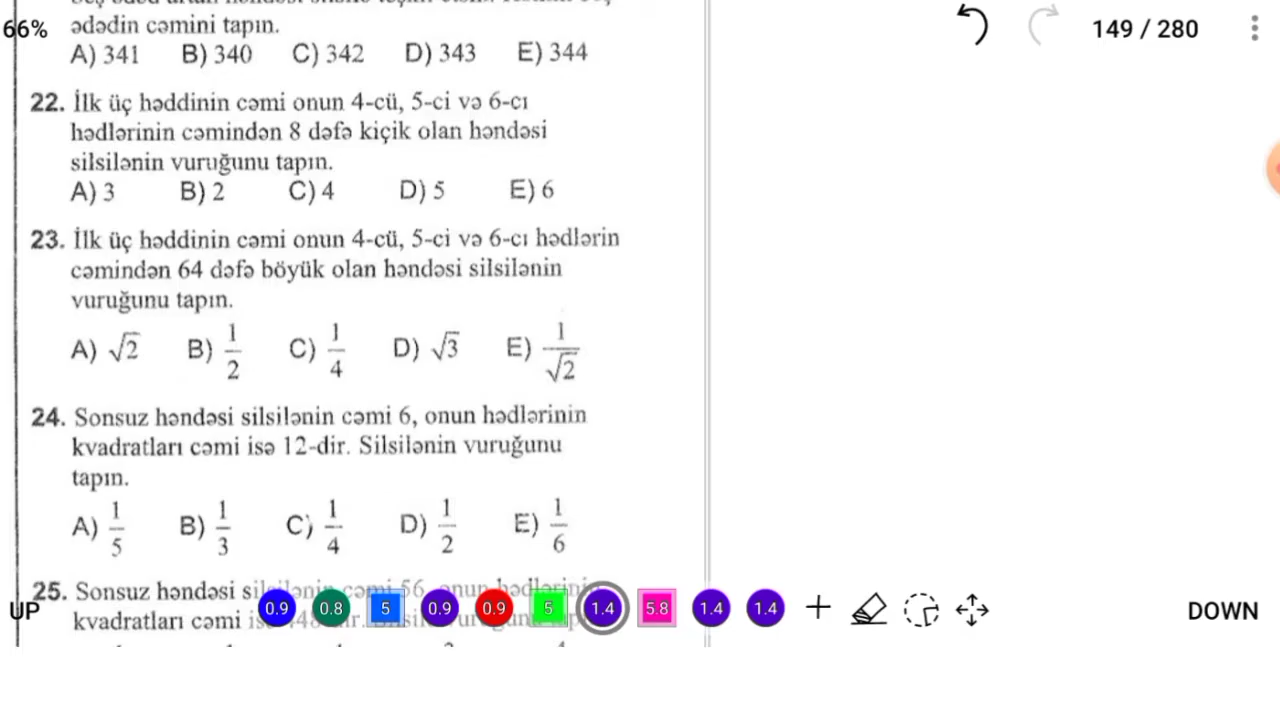 66%
149 / 280
ədədin cəmini tapın.
A) 341 B) 340 C) 342 D) 343 E) 344
22. İlk üç həddinin cəmi onun 4-cü, 5-ci və 6-cı
hədlərinin cəmindən 8 dəfə kiçik olan həndəsi
silsilənin vuruğunu tapın.
A) 3 B) 2 C) 4 D) 5 E) 6
23. İlk üç həddinin cəmi onun 4-cü, 5-ci və 6-cı hədlərin
cəmindən 64 dəfə böyük olan həndəsi silsilənin
vuruğunu tapın.
A) √2 B) 1/2 C) 1/4 D) √3 E) 1/√2
24. Sonsuz həndəsi silsilənin cəmi 6, onun hədlərinin
kvadratları cəmi isə 12-dir. Silsilənin vuruğunu
tapın.
A) 1/5 B) 1/3 C) 1/4 D) 1/2 E) 1/6
25. Sonsuz həndəsi silsilənin cəmi 56, onun hədlərinin
kvadratları cəmi
UP 0.9 0.8 5 0.9 0.9 5 1.4 5.8 1.4 1.4 DOWN